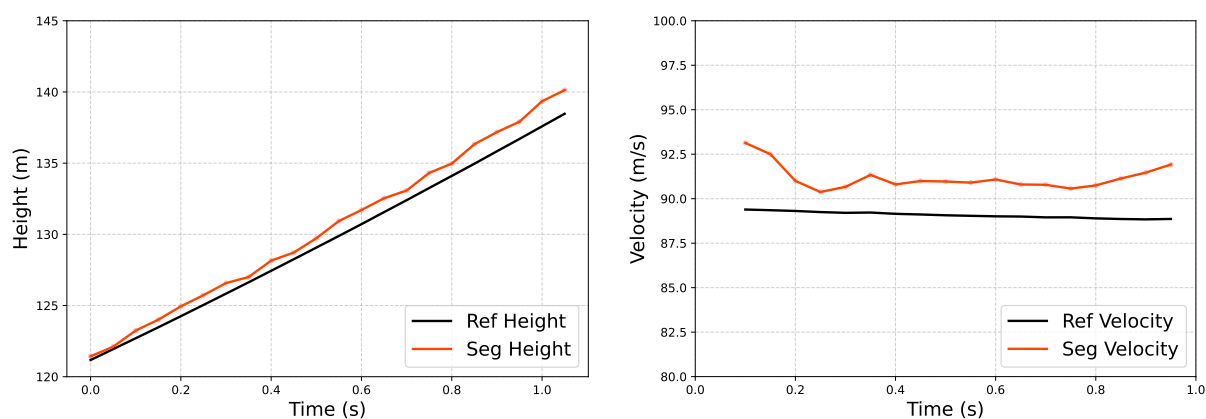 145
140
135
130
125
120
Height (m)
0.0 0.2 0.4 0.6 0.8 1.0
Time (s)
Ref Height
Seg Height
100.0
97.5
95.0
92.5
90.0
87.5
85.0
82.5
80.0
Velocity (m/s)
0.0 0.2 0.4 0.6 0.8 1.0
Time (s)
Ref Velocity
Seg Velocity